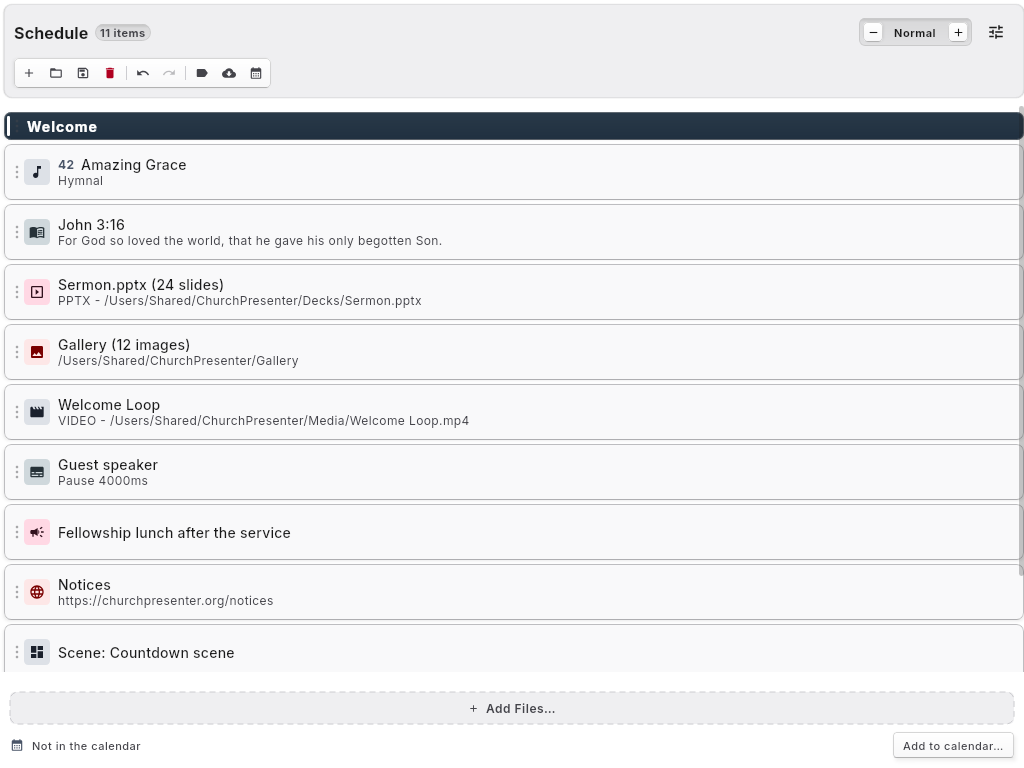 Schedule 11 items
Normal
Welcome
42 Amazing Grace
Hymnal
John 3:16
For God so loved the world, that he gave his only begotten Son.
Sermon.pptx (24 slides)
PPTX - /Users/Shared/ChurchPresenter/Decks/Sermon.pptx
Gallery (12 images)
/Users/Shared/ChurchPresenter/Gallery
Welcome Loop
VIDEO - /Users/Shared/ChurchPresenter/Media/Welcome Loop.mp4
Guest speaker
Pause 4000ms
Fellowship lunch after the service
Notices
https://churchpresenter.org/notices
Scene: Countdown scene
+ Add Files...
Not in the calendar
Add to calendar...